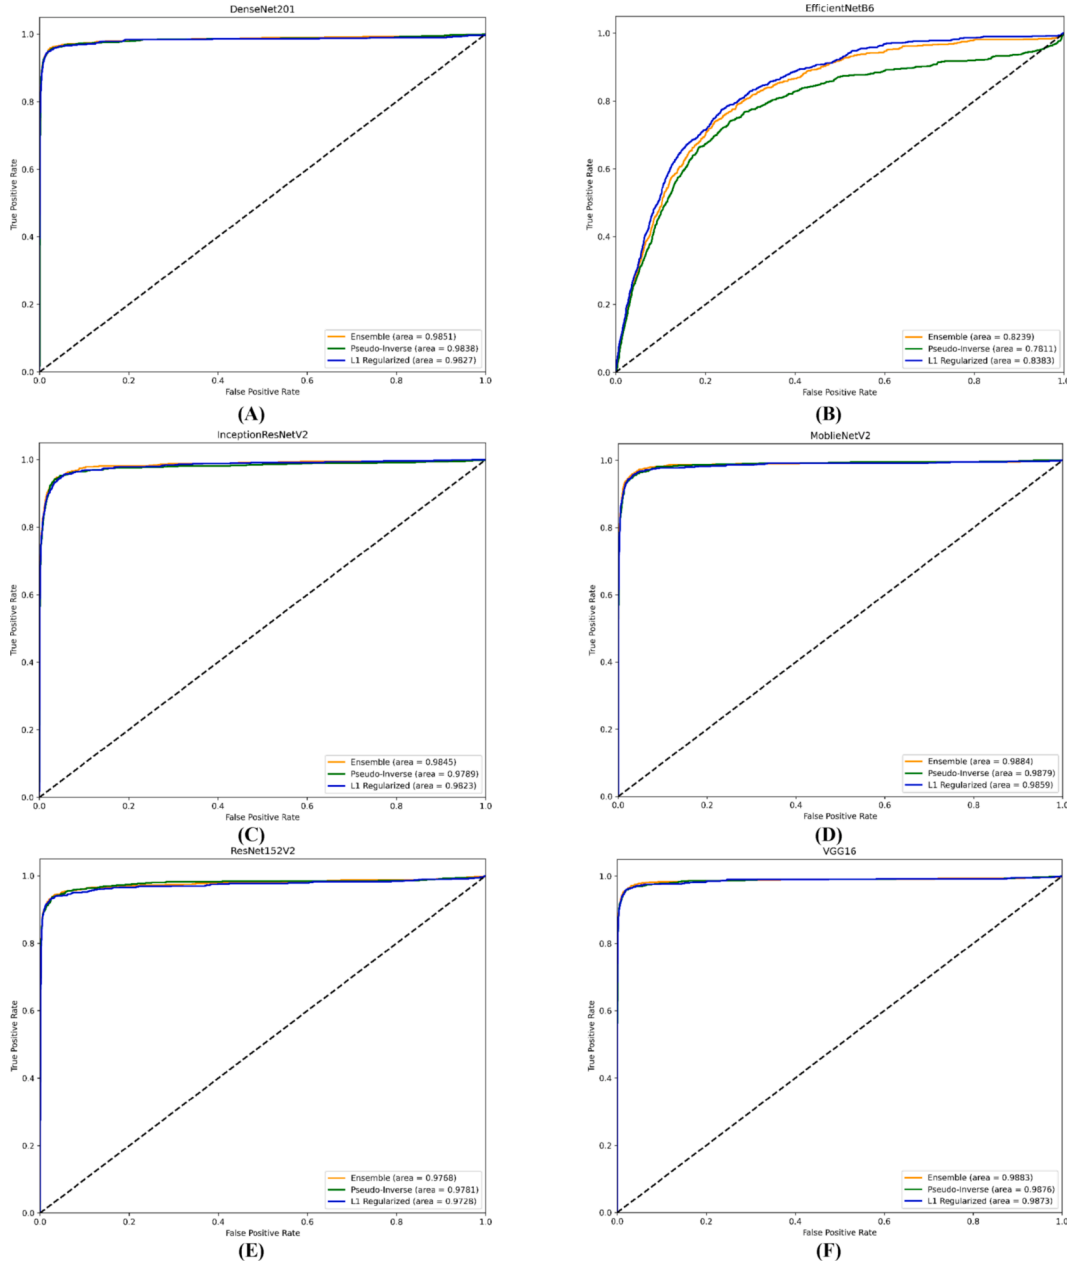 DenseNet201
1.0
0.8
0.6
0.4
0.2
0.0
True Positive Rate
Ensemble (area = 0.9851)
Pseudo-Inverse (area = 0.9838)
L1 Regularized (area = 0.9827)
0.0 0.2 0.4 0.6 0.8 1.0
False Positive Rate
(A)
EfficientNetB6
1.0
0.8
0.6
0.4
0.2
0.0
True Positive Rate
Ensemble (area = 0.8239)
Pseudo-Inverse (area = 0.7811)
L1 Regularized (area = 0.8383)
0.0 0.2 0.4 0.6 0.8 1.0
False Positive Rate
(B)
InceptionResNetV2
1.0
0.8
0.6
0.4
0.2
0.0
True Positive Rate
Ensemble (area = 0.9845)
Pseudo-Inverse (area = 0.9789)
L1 Regularized (area = 0.9823)
0.0 0.2 0.4 0.6 0.8 1.0
False Positive Rate
(C)
MoblieNetV2
1.0
0.8
0.6
0.4
0.2
0.0
True Positive Rate
Ensemble (area = 0.9884)
Pseudo-Inverse (area = 0.9879)
L1 Regularized (area = 0.9859)
0.0 0.2 0.4 0.6 0.8 1.0
False Positive Rate
(D)
ResNet152V2
1.0
0.8
0.6
0.4
0.2
0.0
True Positive Rate
Ensemble (area = 0.9768)
Pseudo-Inverse (area = 0.9781)
L1 Regularized (area = 0.9728)
0.0 0.2 0.4 0.6 0.8 1.0
False Positive Rate
(E)
VGG16
1.0
0.8
0.6
0.4
0.2
0.0
True Positive Rate
Ensemble (area = 0.9883)
Pseudo-Inverse (area = 0.9876)
L1 Regularized (area = 0.9873)
0.0 0.2 0.4 0.6 0.8 1.0
False Positive Rate
(F)